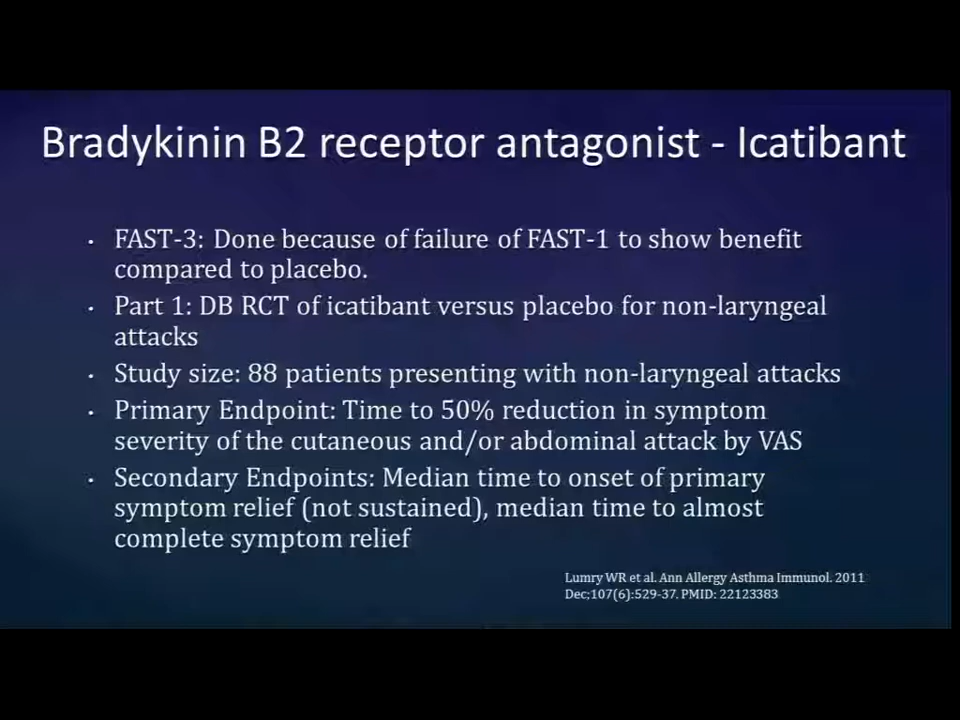 Bradykinin B2 receptor antagonist - Icatibant
• FAST-3: Done because of failure of FAST-1 to show benefit
compared to placebo.
• Part 1: DB RCT of icatibant versus placebo for non-laryngeal
attacks
• Study size: 88 patients presenting with non-laryngeal attacks
• Primary Endpoint: Time to 50% reduction in symptom
severity of the cutaneous and/or abdominal attack by VAS
• Secondary Endpoints: Median time to onset of primary
symptom relief (not sustained), median time to almost
complete symptom relief
Lumry WR et al. Ann Allergy Asthma Immunol. 2011
Dec;107(6):529-37. PMID: 22123383